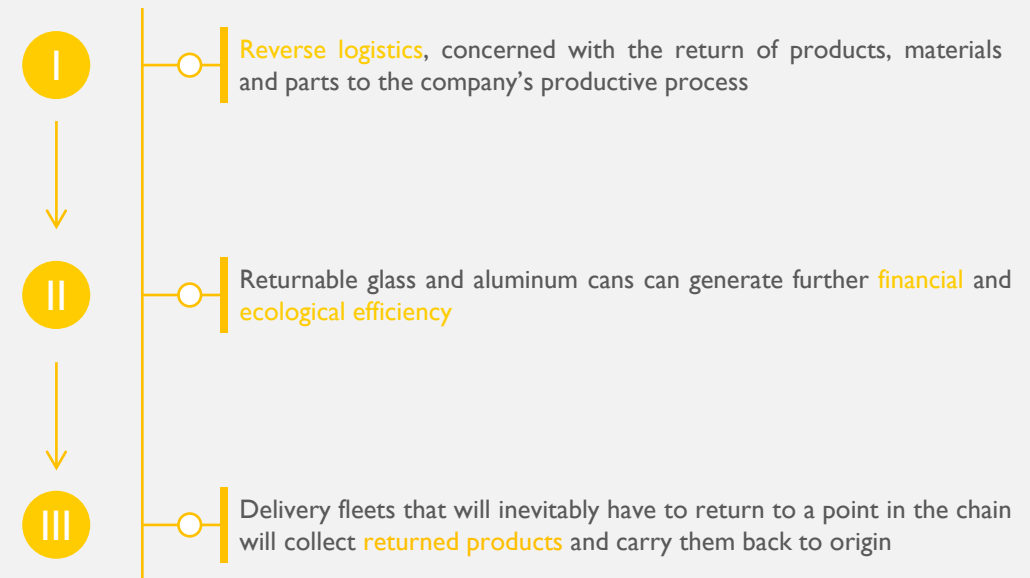 I
Reverse logistics, concerned with the return of products, materials
and parts to the company’s productive process
II
Returnable glass and aluminum cans can generate further financial and
ecological efficiency
III
Delivery fleets that will inevitably have to return to a point in the chain
will collect returned products and carry them back to origin